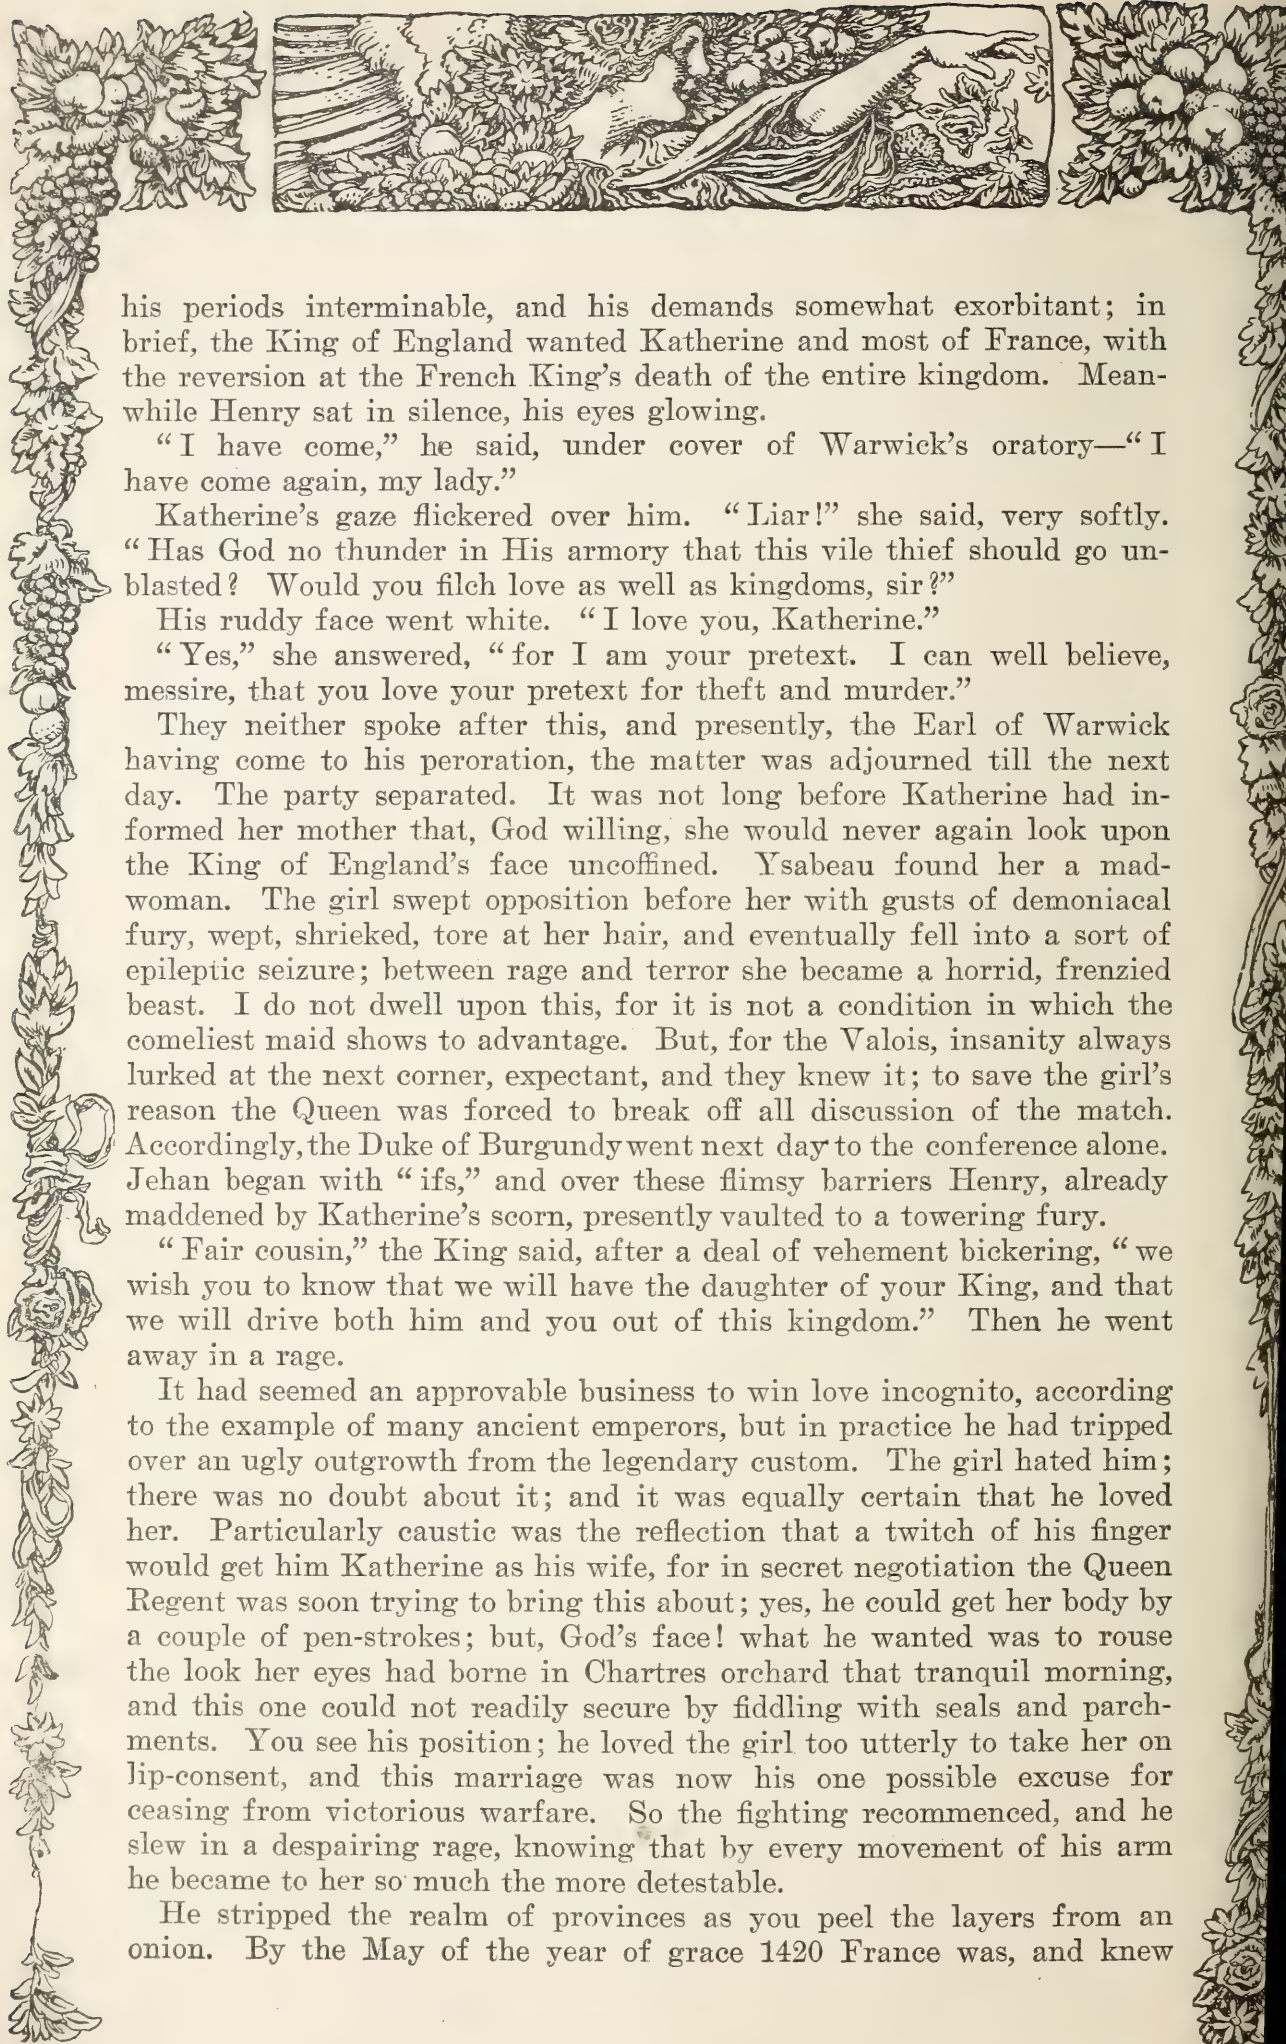 his periods interminable, and his demands somewhat exorbitant; in
brief, the King of England wanted Katherine and most of France, with
the reversion at the French King's death of the entire kingdom. Mean-
while Henry sat in silence, his eyes glowing.
“I have come,” he said, under cover of Warwick's oratory—“I
have come again, my lady.”
Katherine's gaze flickered over him. “Liar!” she said, very softly.
“Has God no thunder in His armory that this vile thief should go un-
blasted? Would you filch love as well as kingdoms, sir?”
His ruddy face went white. “I love you, Katherine.”
“Yes,” she answered, “for I am your pretext. I can well believe,
messire, that you love your pretext for theft and murder.”
They neither spoke after this, and presently, the Earl of Warwick
having come to his peroration, the matter was adjourned till the next
day. The party separated. It was not long before Katherine had in-
formed her mother that, God willing, she would never again look upon
the King of England's face uncoffined. Ysabeau found her a mad-
woman. The girl swept opposition before her with gusts of demoniacal
fury, wept, shrieked, tore at her hair, and eventually fell into a sort of
epileptic seizure; between rage and terror she became a horrid, frenzied
beast. I do not dwell upon this, for it is not a condition in which the
comeliest maid shows to advantage. But, for the Valois, insanity always
lurked at the next corner, expectant, and they knew it; to save the girl's
reason the Queen was forced to break off all discussion of the match.
Accordingly, the Duke of Burgundy went next day to the conference alone.
Jehan began with “ifs,” and over these flimsy barriers Henry, already
maddened by Katherine's scorn, presently vaulted to a towering fury.
“Fair cousin,” the King said, after a deal of vehement bickering, “we
wish you to know that we will have the daughter of your King, and that
we will drive both him and you out of this kingdom.” Then he went
away in a rage.
It had seemed an approvable business to win love incognito, according
to the example of many ancient emperors, but in practice he had tripped
over an ugly outgrowth from the legendary custom. The girl hated him;
there was no doubt about it; and it was equally certain that he loved
her. Particularly caustic was the reflection that a twitch of his finger
would get him Katherine as his wife, for in secret negotiation the Queen
Regent was soon trying to bring this about; yes, he could get her body by
a couple of pen-strokes; but, God's face! what he wanted was to rouse
the look her eyes had borne in Chartres orchard that tranquil morning,
and this one could not readily secure by fiddling with seals and parch-
ments. You see his position; he loved the girl too utterly to take her on
lip-consent, and this marriage was now his one possible excuse for
ceasing from victorious warfare. So the fighting recommenced, and he
slew in a despairing rage, knowing that by every movement of his arm
he became to her so much the more detestable.
He stripped the realm of provinces as you peel the layers from an
onion. By the May of the year of grace 1420 France was, and knew